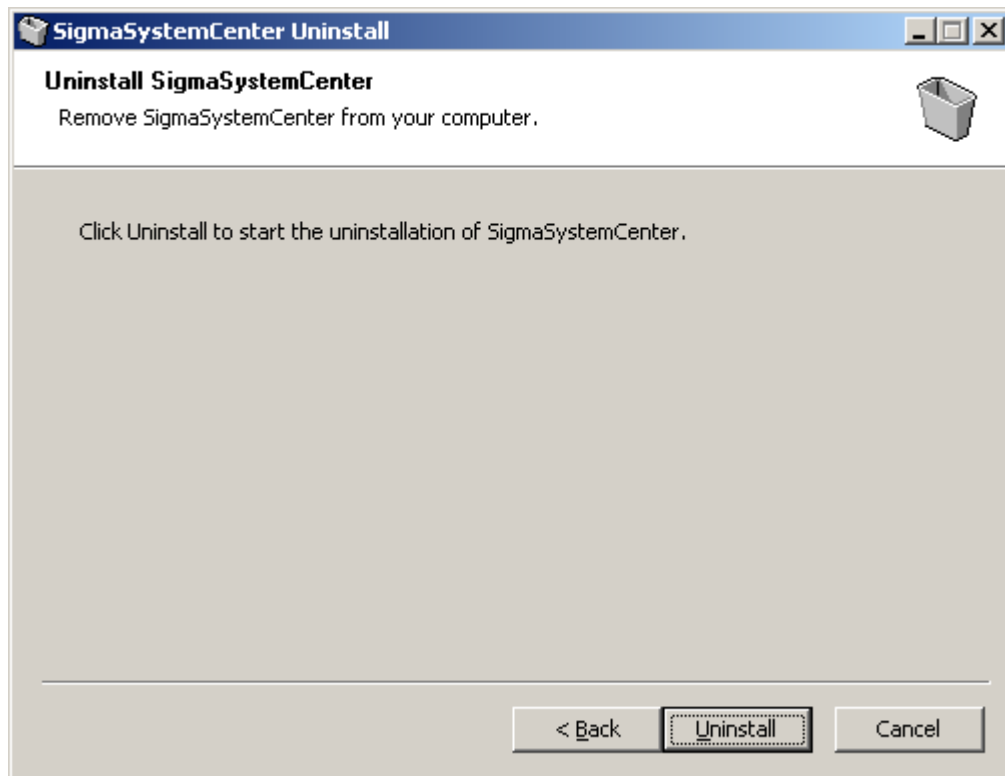 SigmaSystemCenter Uninstall
Uninstall SigmaSystemCenter
Remove SigmaSystemCenter from your computer.
Click Uninstall to start the uninstallation of SigmaSystemCenter.
< Back Uninstall Cancel